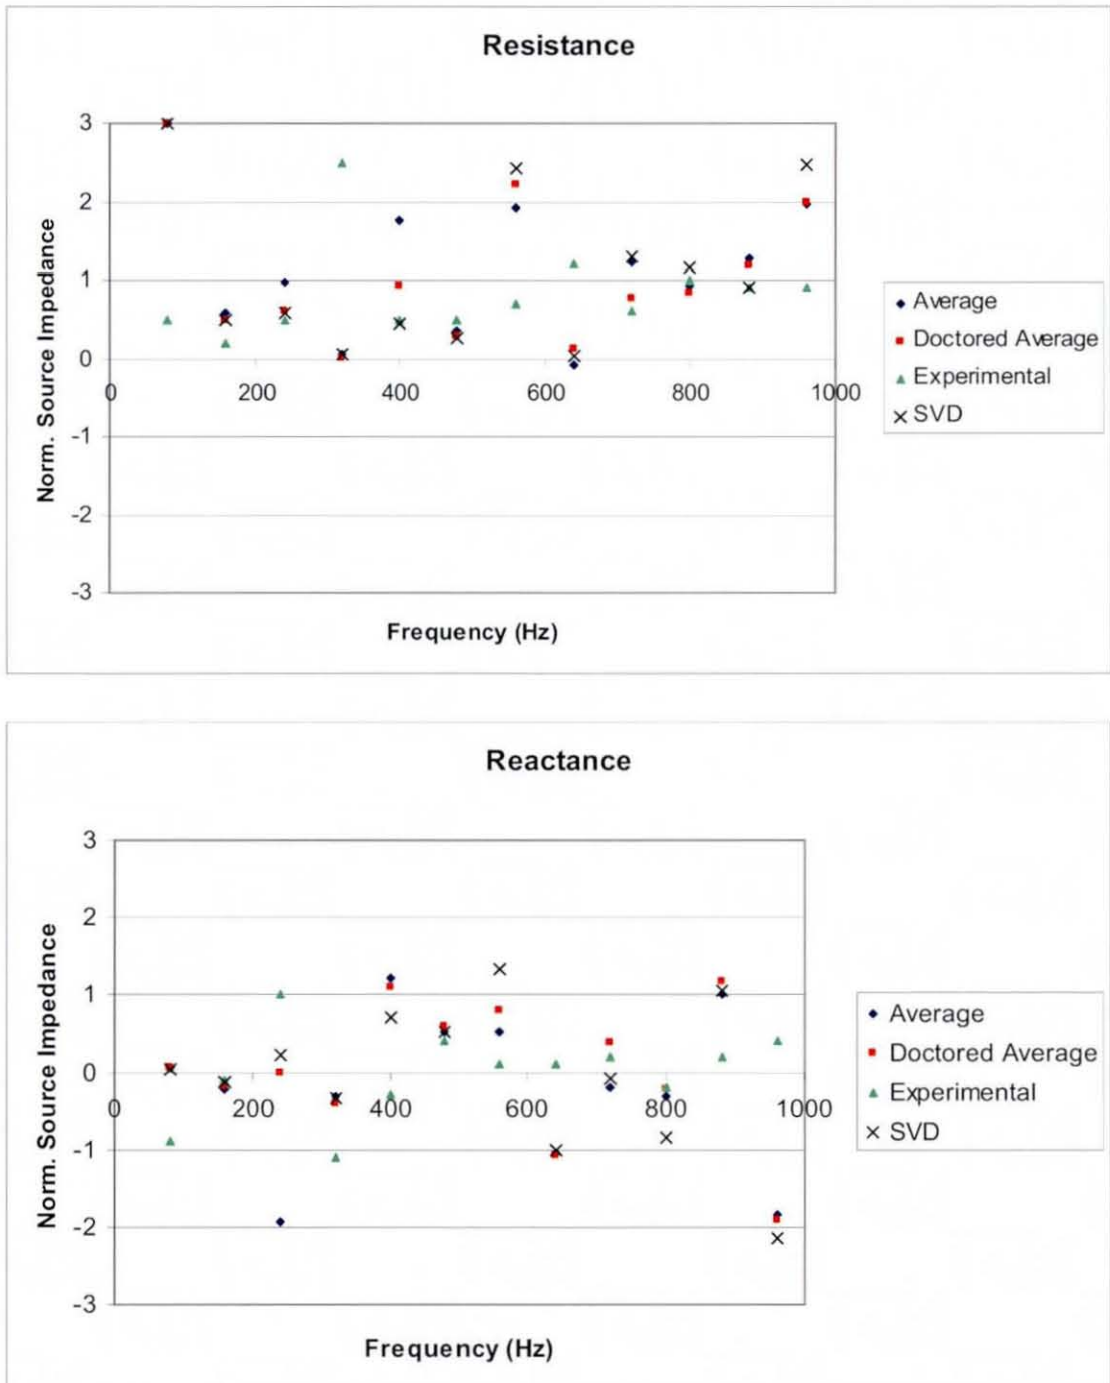 Resistance
3
2
1
0
-1
-2
-3
0 200 400 600 800 1000
Norm. Source Impedance
Frequency (Hz)
Average
Doctored Average
Experimental
SVD
Reactance
3
2
1
0
-1
-2
-3
0 200 400 600 800 1000
Norm. Source Impedance
Frequency (Hz)
Average
Doctored Average
Experimental
SVD